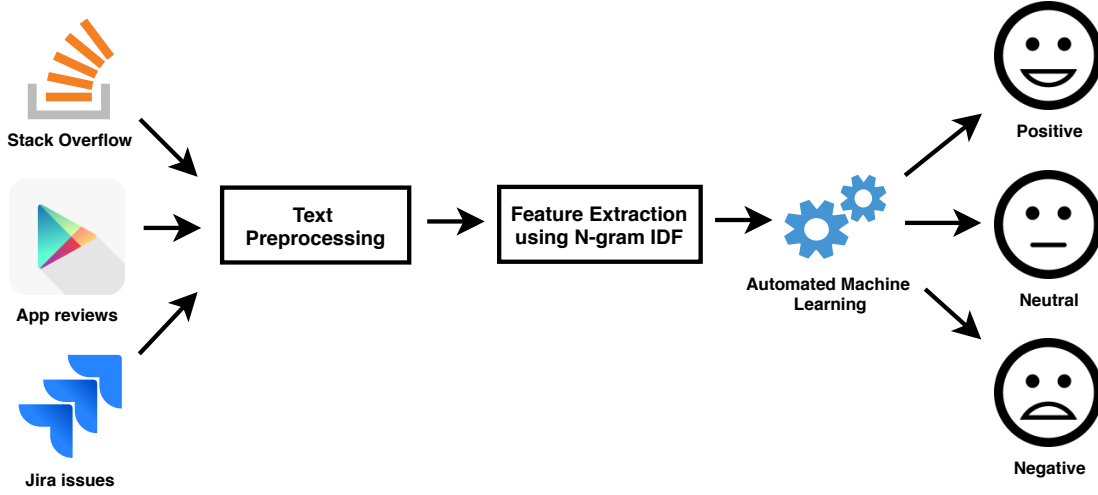 Stack Overflow
App reviews
Jira issues
Text
Preprocessing
Feature Extraction
using N-gram IDF
Automated Machine
Learning
Positive
Neutral
Negative